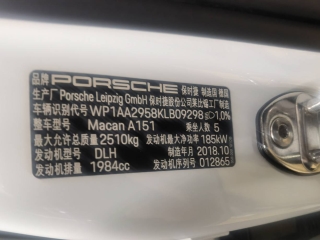 品牌 PORSCHE 保时捷 制造国 德国
生产厂 Porsche Leipzig GmbH 保时捷股份公司莱比锡工厂制造
车辆识别代号 WP1AA2958KLB09298 1,0%
整车型号 Macan A151 乘坐人数 5
最大允许总质量 2510kg 发动机最大净功率 185kW
发动机型号 DLH 制造年月 2018.10
发动机排量 1984cc 发动机号 012865